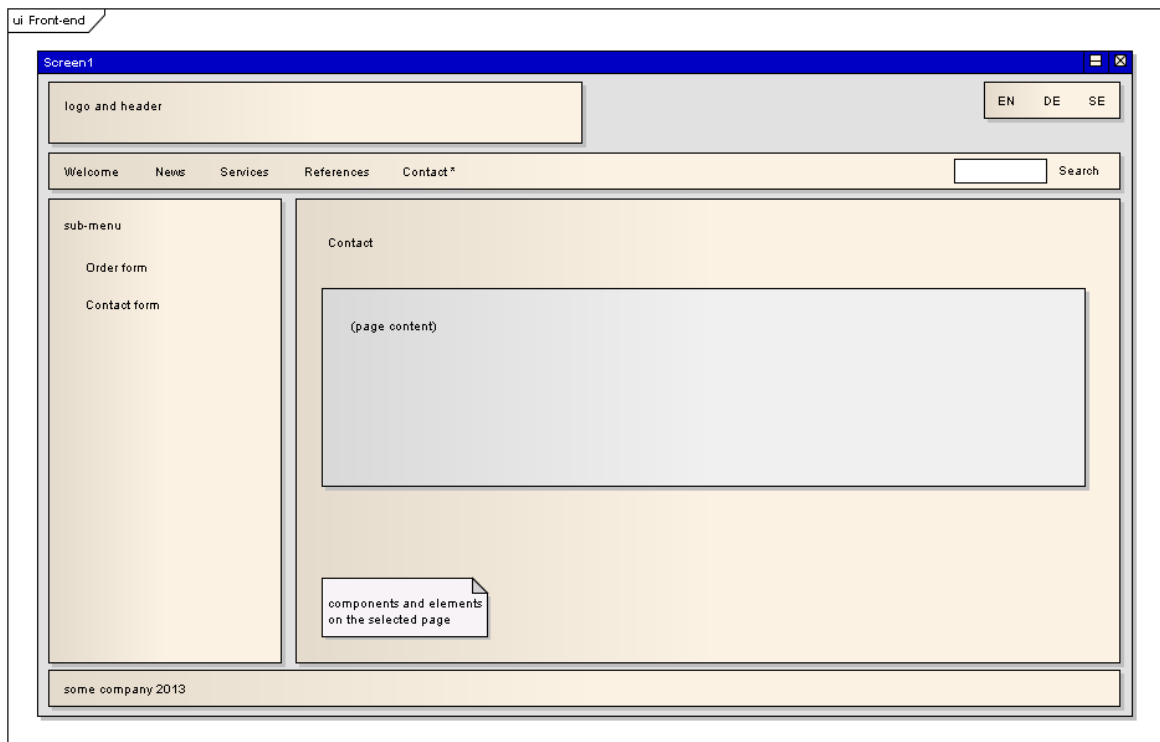 ui Front-end
Screen1
logo and header
EN DE SE
Welcome News Services References Contact* Search
sub-menu
Order form
Contact form
Contact
(page content)
components and elements
on the selected page
some company 2013